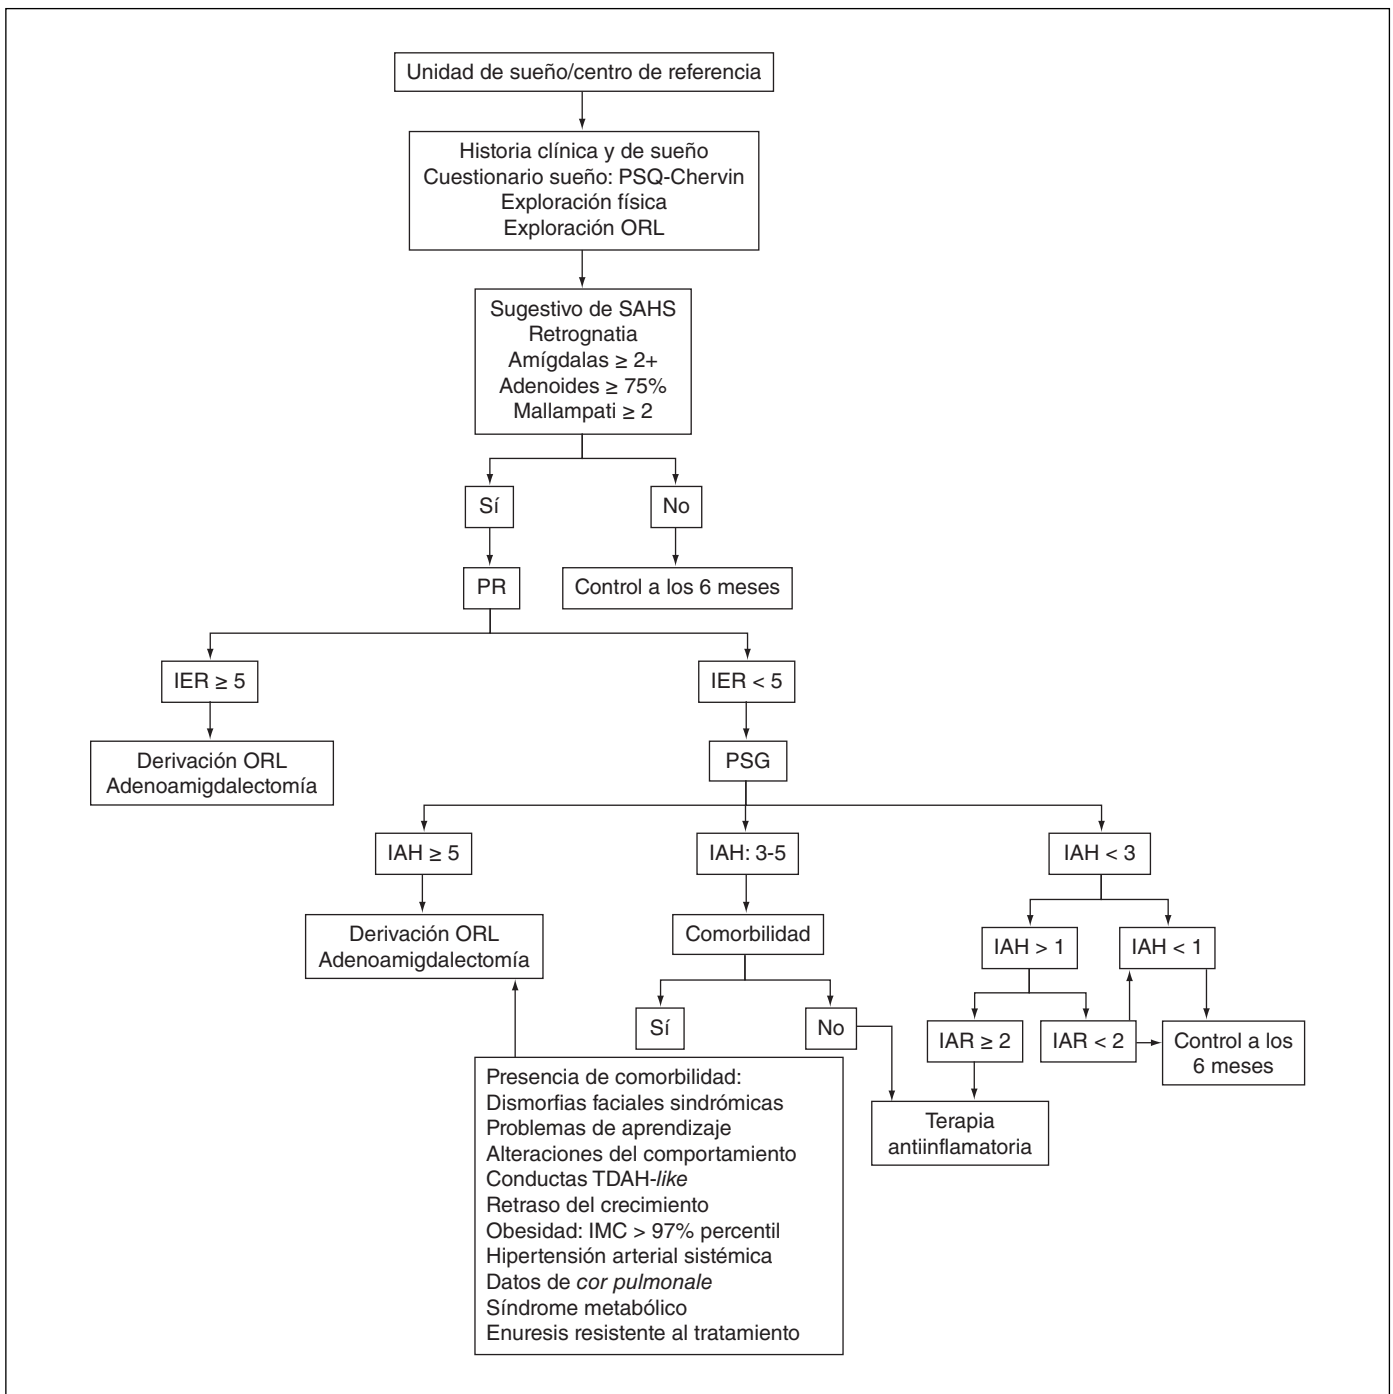 Unidad de sueño/centro de referencia
Historia clínica y de sueño
Cuestionario sueño: PSQ-Chervin
Exploración física
Exploración ORL
Sugestivo de SAHS
Retrognatia
Amígdalas ≥ 2+
Adenoides ≥ 75%
Mallampati ≥ 2
Sí
No
PR
Control a los 6 meses
IER ≥ 5
IER < 5
Derivación ORL
Adenoamigdalectomía
PSG
IAH ≥ 5
IAH: 3-5
IAH < 3
Derivación ORL
Adenoamigdalectomía
Comorbilidad
IAH > 1
IAH < 1
Sí
No
IAR ≥ 2
IAR < 2
Control a los
6 meses
Terapia
antiinflamatoria
Presencia de comorbilidad:
Dismorfias faciales sindrómicas
Problemas de aprendizaje
Alteraciones del comportamiento
Conductas TDAH-like
Retraso del crecimiento
Obesidad: IMC > 97% percentil
Hipertensión arterial sistémica
Datos de cor pulmonale
Síndrome metabólico
Enuresis resistente al tratamiento